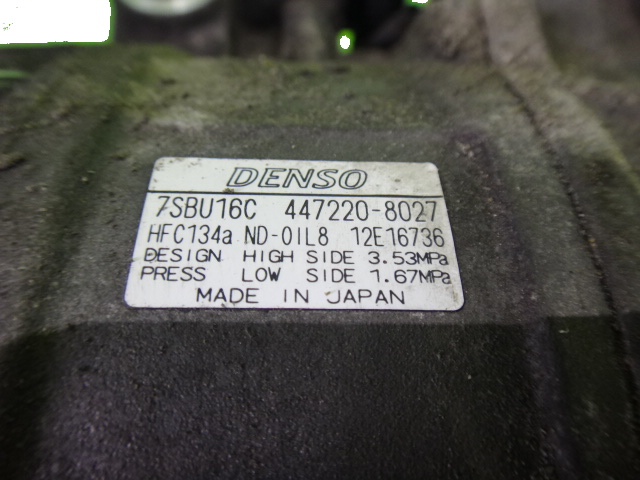 DENSO
7SBU16C 447220-8027
HFC134a ND-OIL8 12E16736
DESIGN HIGH SIDE 3.53MPa
PRESS LOW SIDE 1.67MPa
MADE IN JAPAN